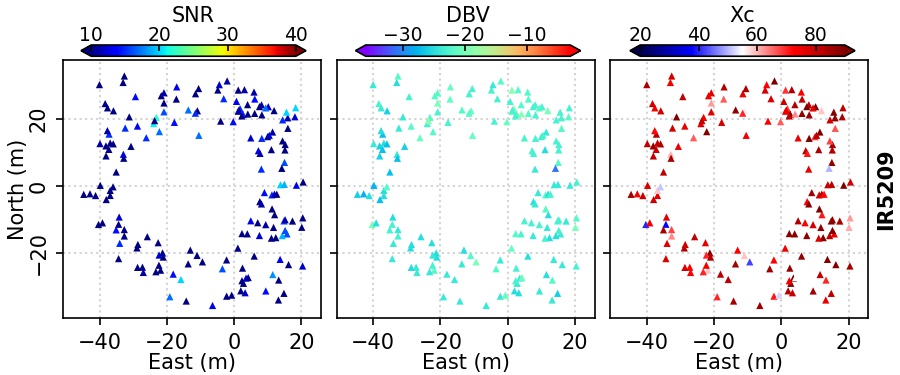 SNR DBV Xc
10 20 30 40 −30 −20 −10 20 40 60 80
20
0
−20
North (m)
IR5209
−40 −20 0 20 −40 −20 0 20 −40 −20 0 20
East (m) East (m) East (m)